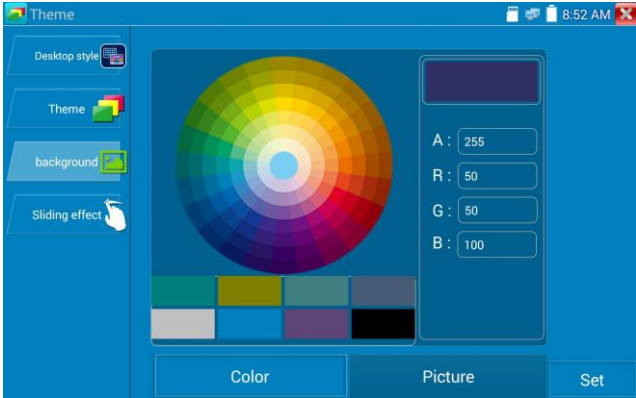 Theme
8:52 AM
Desktop style
Theme
background
Sliding effect
A : 255
R : 50
G : 50
B : 100
Color
Picture
Set